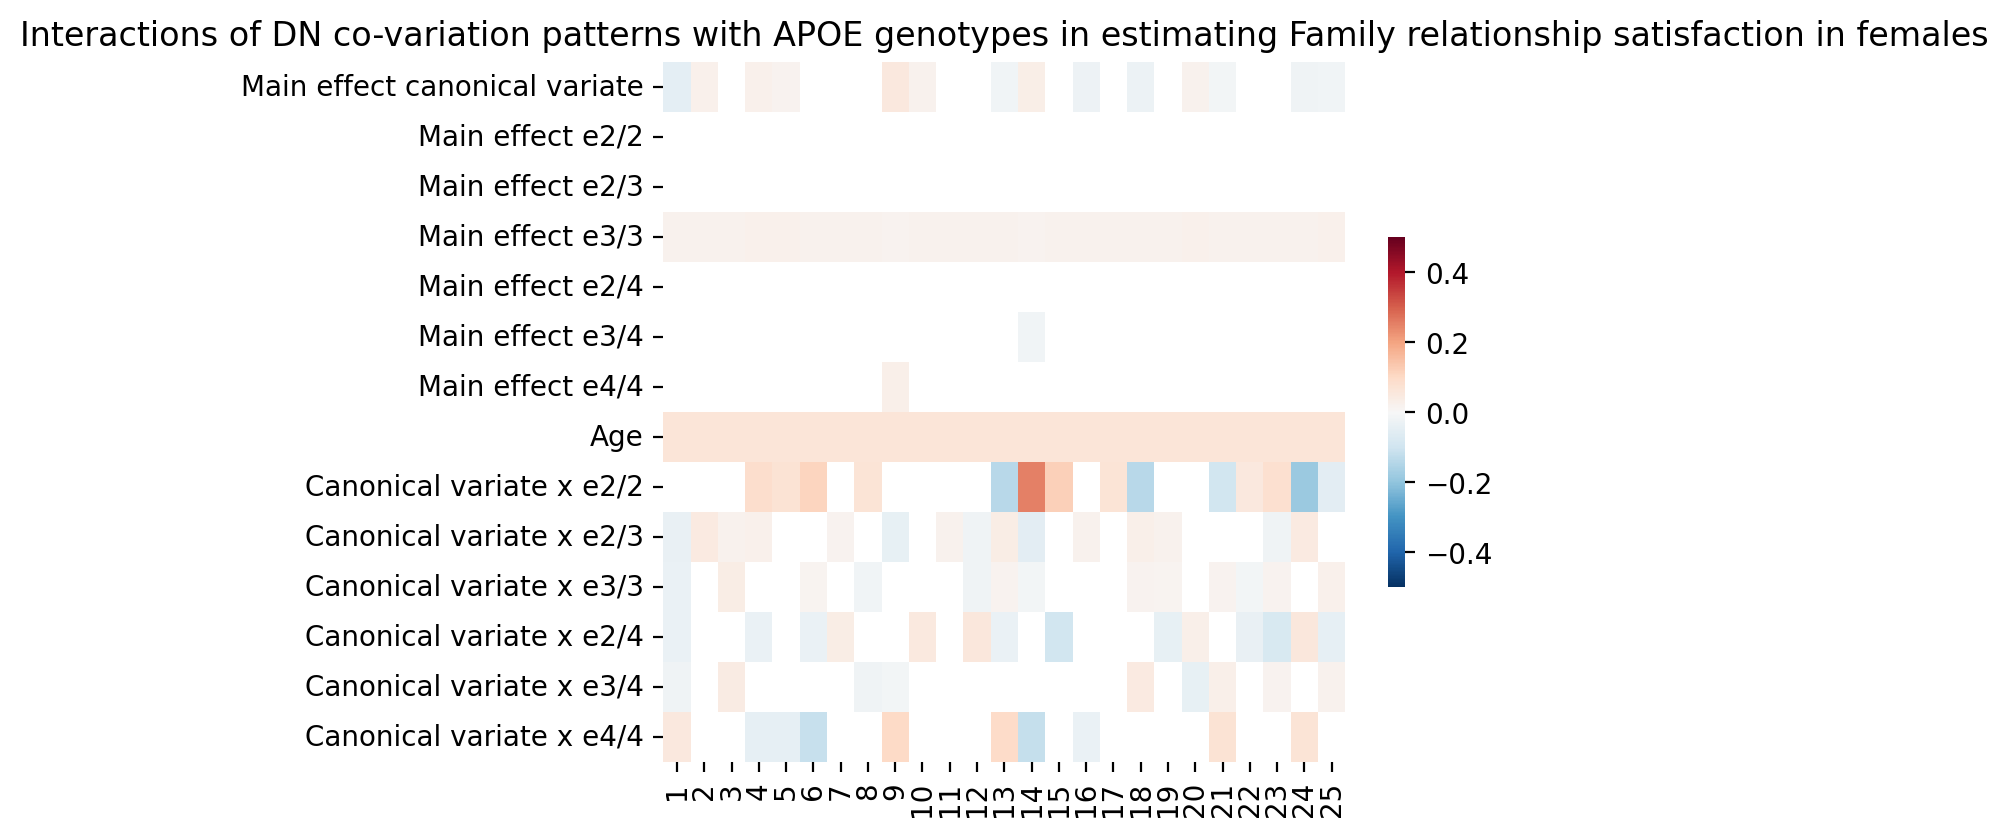 Interactions of DN co-variation patterns with APOE genotypes in estimating Family relationship satisfaction in females
Main effect canonical variate
Main effect e2/2
Main effect e2/3
Main effect e3/3
Main effect e2/4
Main effect e3/4
Main effect e4/4
Age
Canonical variate x e2/2
Canonical variate x e2/3
Canonical variate x e3/3
Canonical variate x e2/4
Canonical variate x e3/4
Canonical variate x e4/4
1 2 3 4 5 6 7 8 9 10 11 12 13 14 15 16 17 18 19 20 21 22 23 24 25
0.4
0.2
0.0
−0.2
−0.4